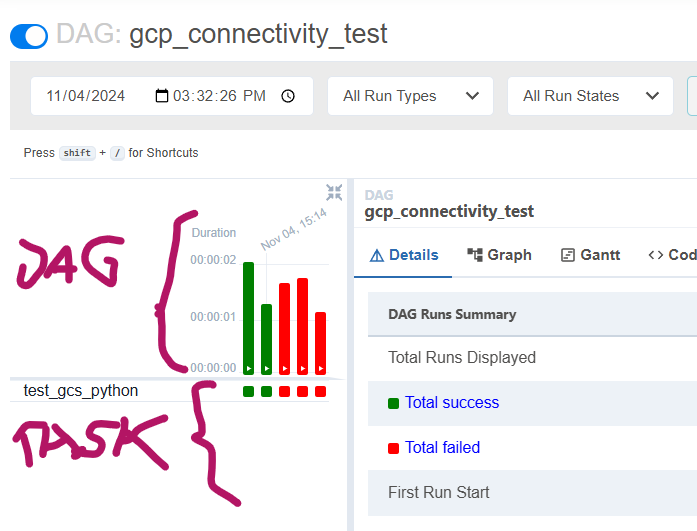 DAG: gcp_connectivity_test
11/04/2024 03:32:26 PM
All Run Types
All Run States
Press shift + / for Shortcuts
DAG
Duration
Nov 04, 15:14
00:00:02
00:00:01
00:00:00
test_gcs_python
TASK
DAG
gcp_connectivity_test
Details
Graph
Gantt
<> Cod
DAG Runs Summary
Total Runs Displayed
Total success
Total failed
First Run Start